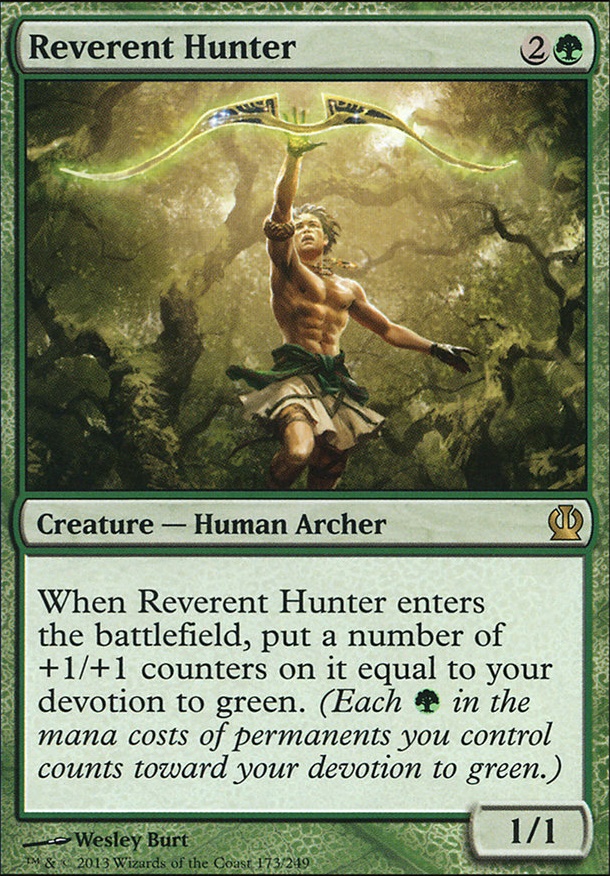 Reverent Hunter 2
Creature — Human Archer
When Reverent Hunter enters
the battlefield, put a number of
+1/+1 counters on it equal to your
devotion to green. (Each in the
mana costs of permanents you control
counts toward your devotion to green.)
1/1
Wesley Burt
™ & © 2013 Wizards of the Coast 173/249